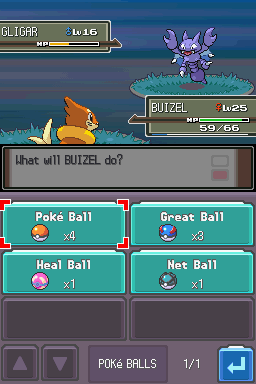 GLIGAR ♂Lv16
HP
BUIZEL ♂Lv25
HP
59/66
What will BUIZEL do?
Poké Ball
x4
Great Ball
x3
Heal Ball
x1
Net Ball
x1
POKé BALLS 1/1